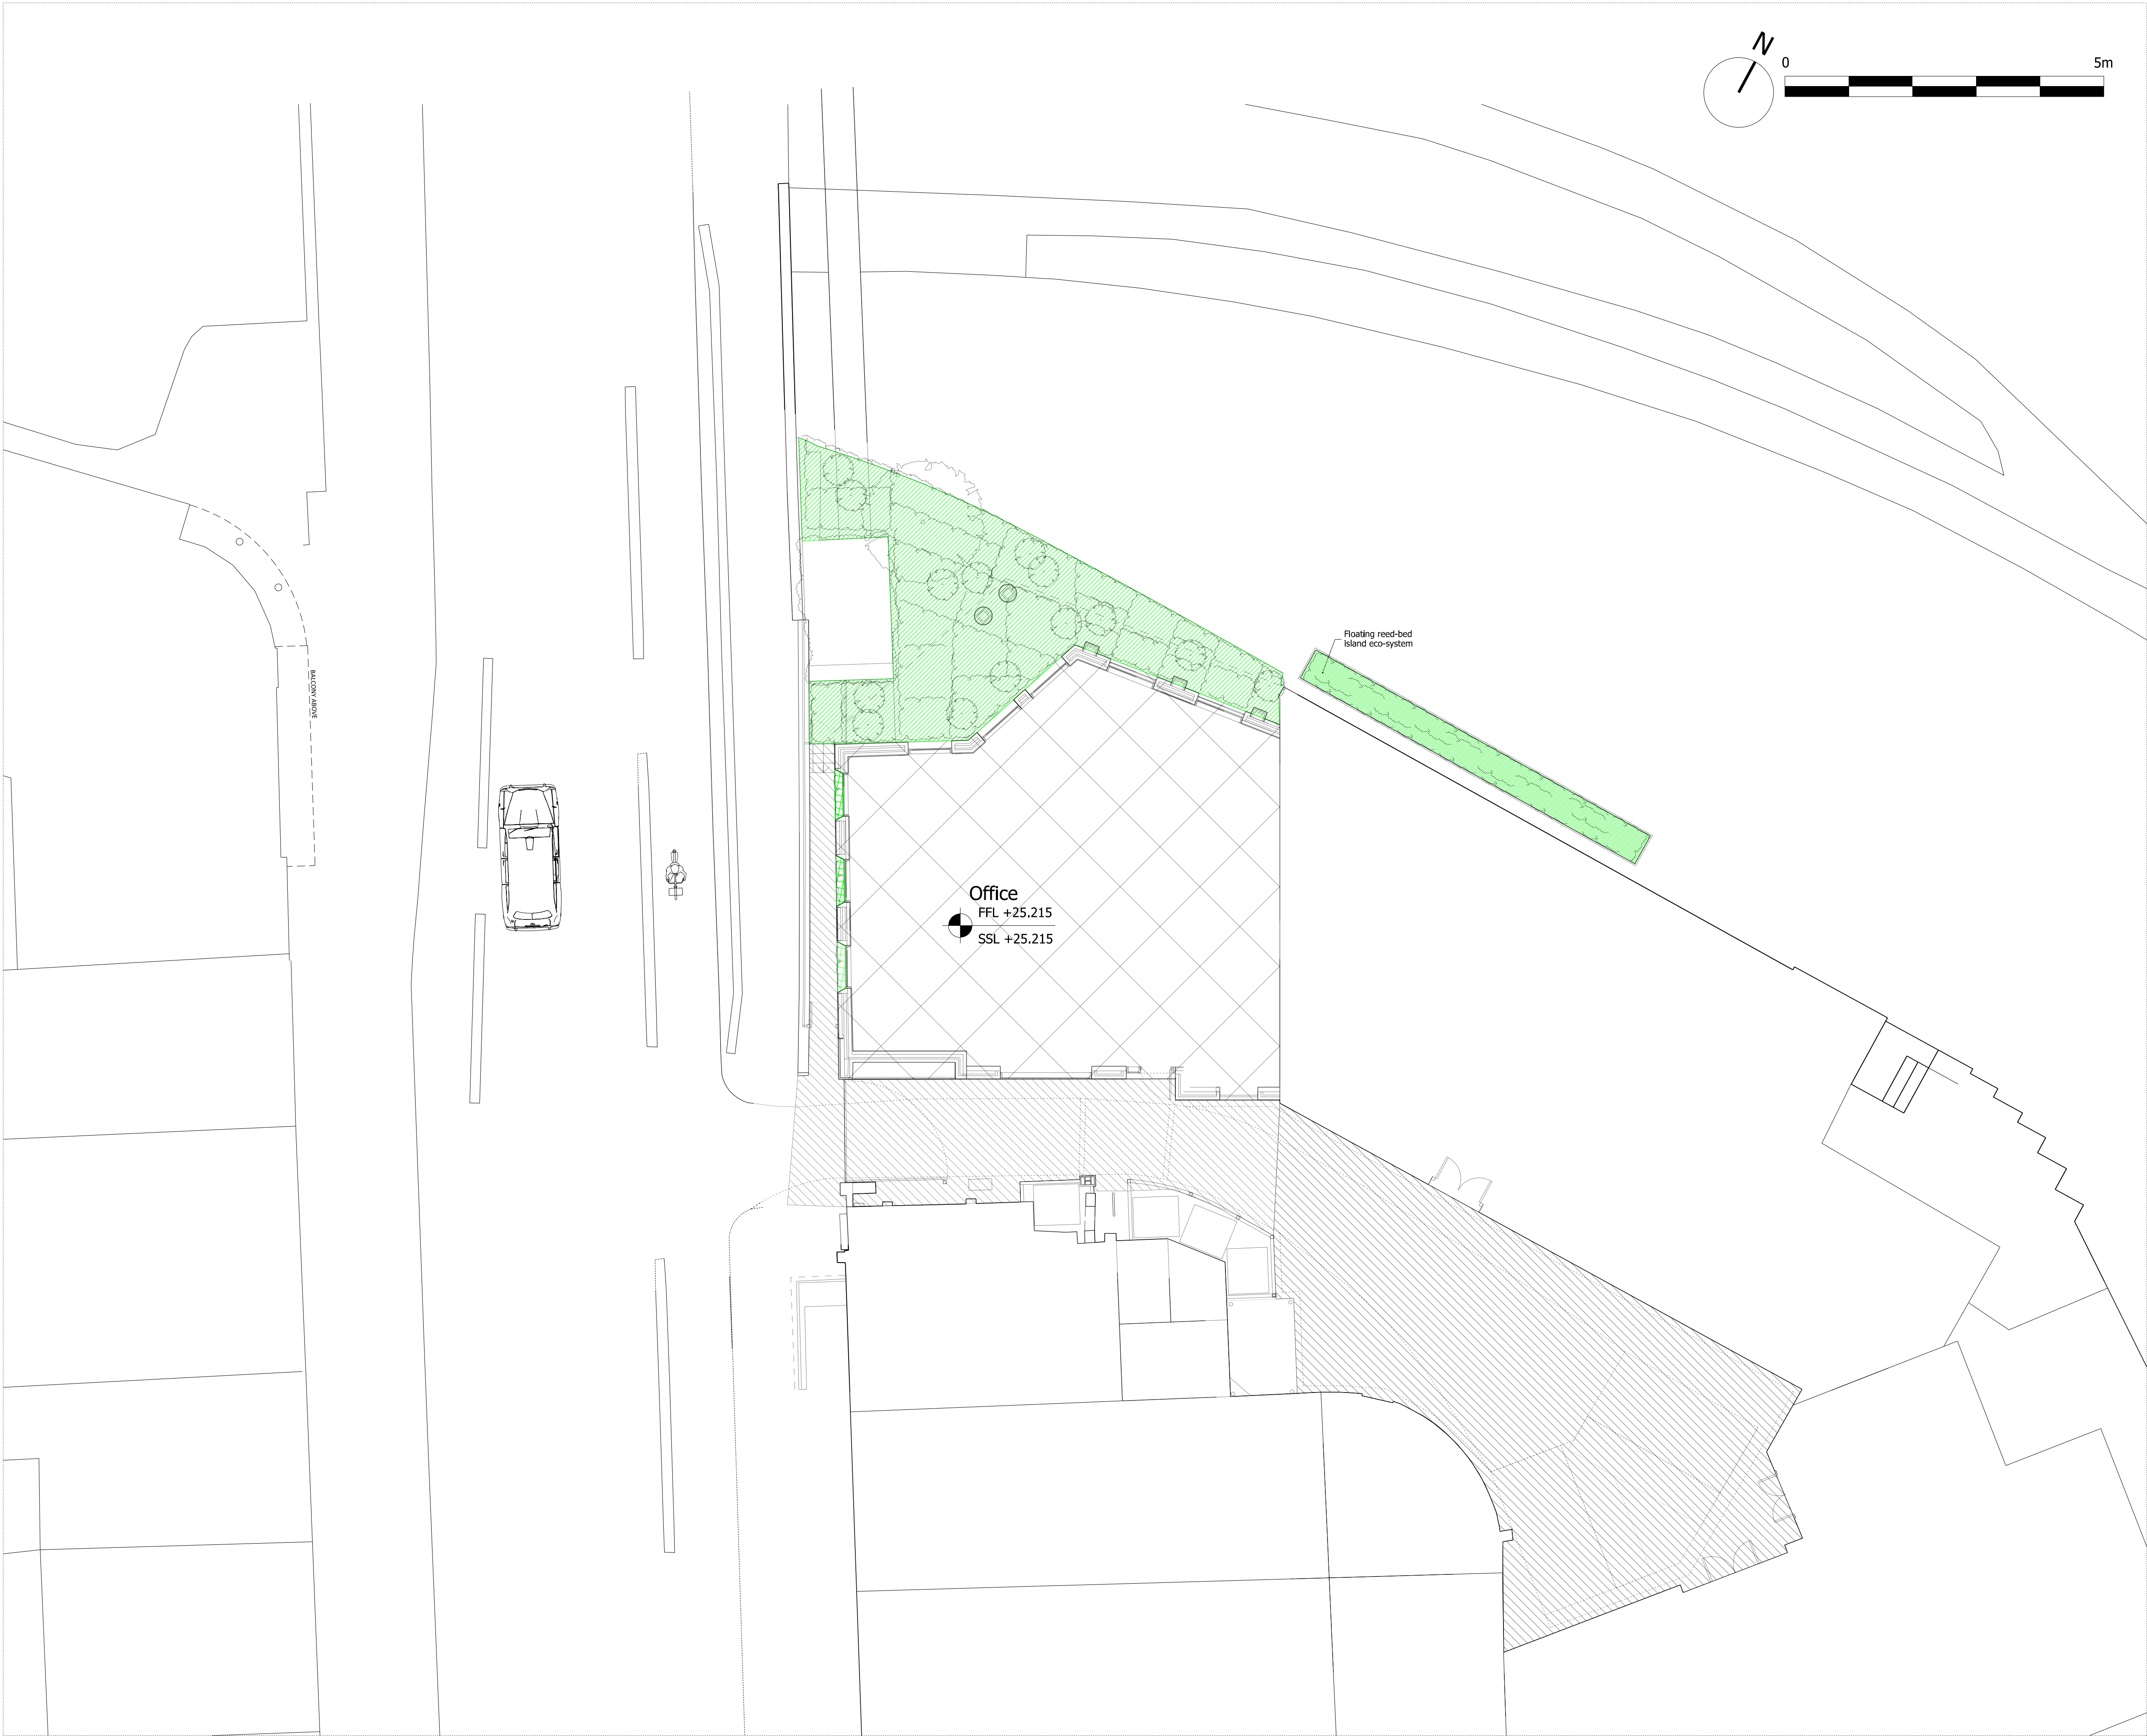 N
0 5m
Floating reed-bed
island eco-system
BALCONY ABOVE
Office
FFL +25.215
SSL +25.215